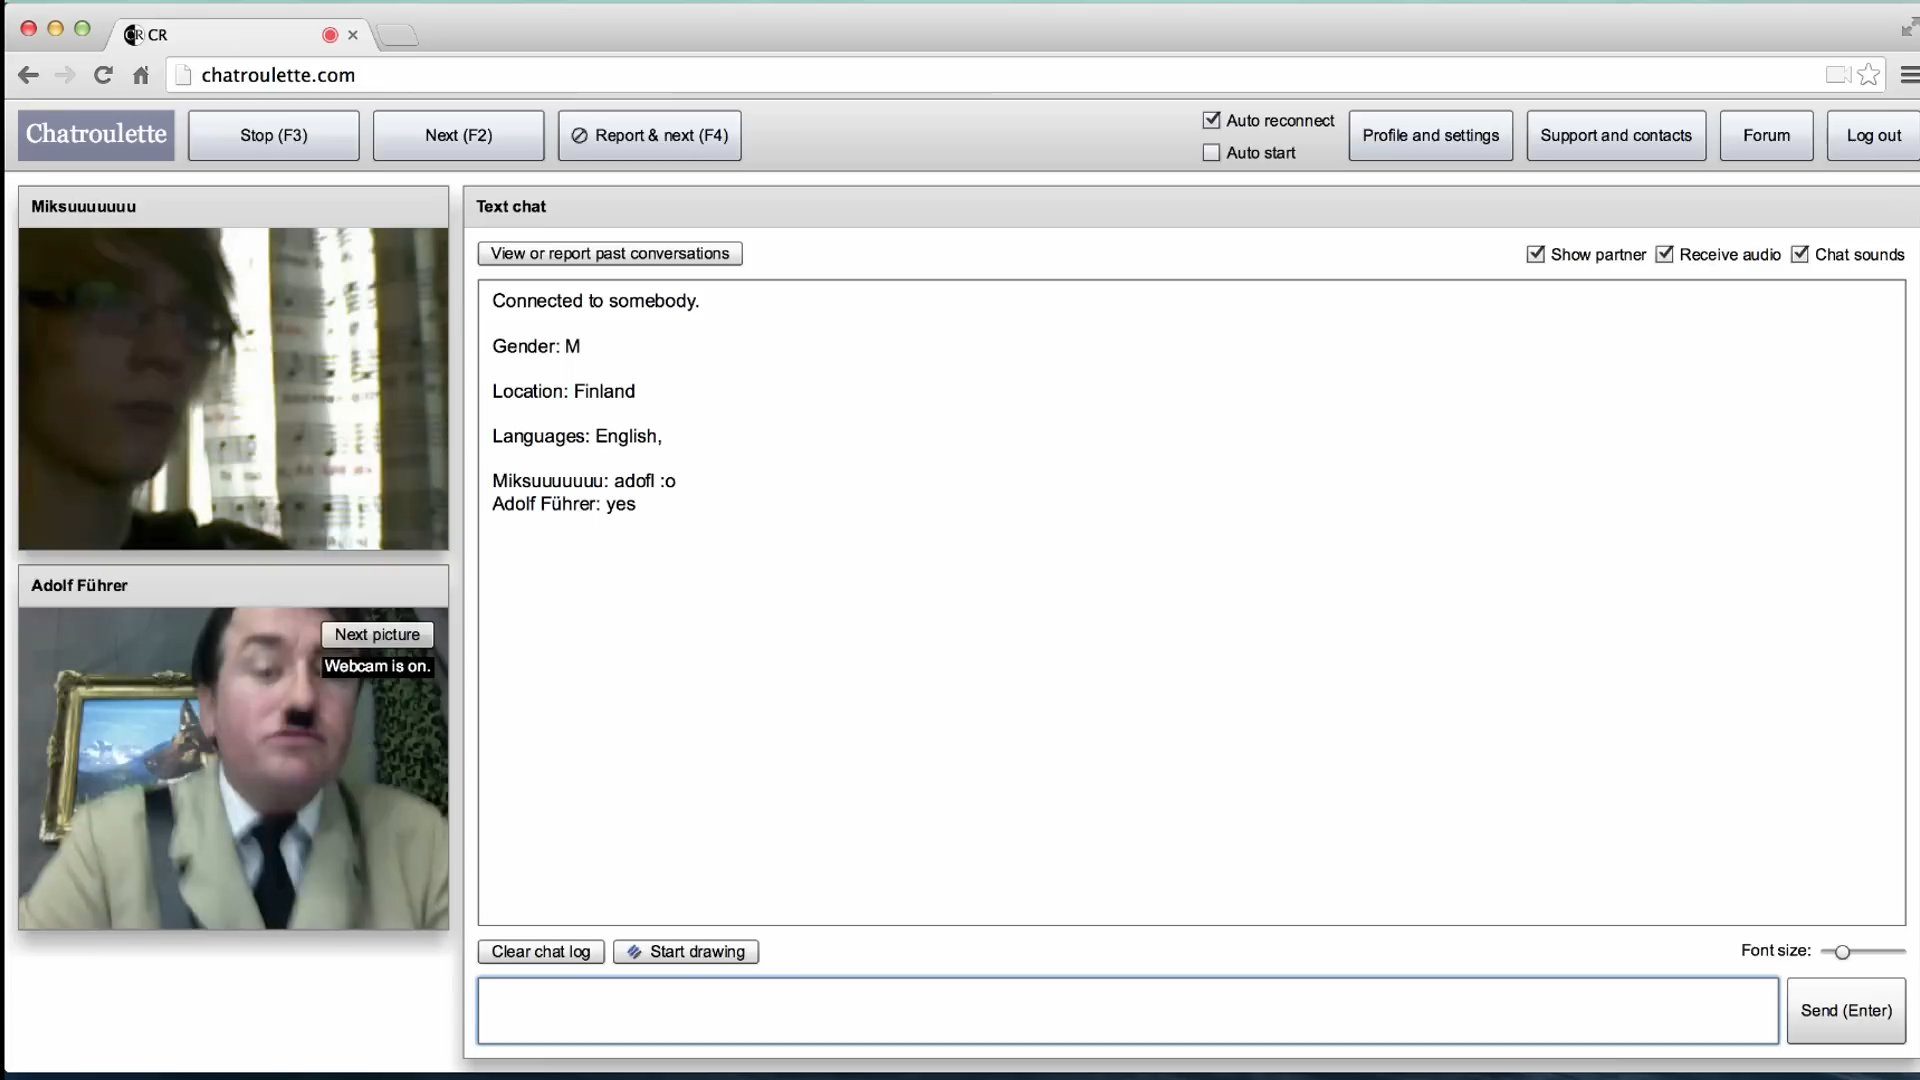 CR
chatroulette.com
Chatroulette
Stop (F3)
Next (F2)
Report & next (F4)
Auto reconnect
Auto start
Profile and settings
Support and contacts
Forum
Log out
Miksuuuuuuu
Text chat
View or report past conversations
Show partner
Receive audio
Chat sounds
Connected to somebody.
Gender: M
Location: Finland
Languages: English,
Miksuuuuuuu: adofl :o
Adolf Führer: yes
Adolf Führer
Next picture
Webcam is on.
Clear chat log
Start drawing
Font size:
Send (Enter)